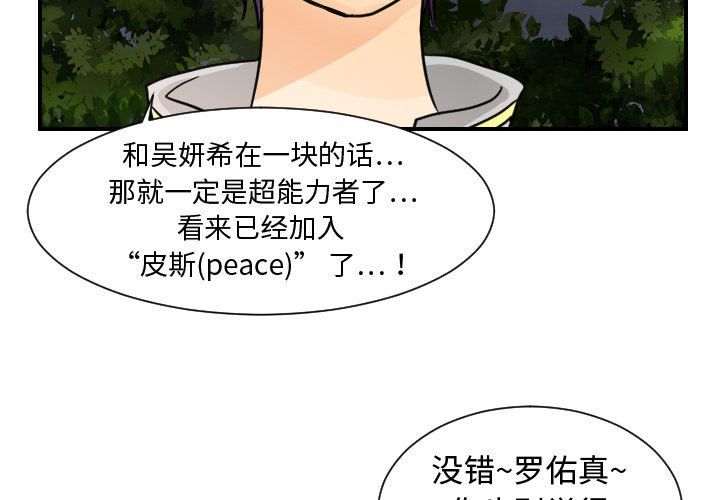 和吴妍希在一块的话...
那就一定是超能力者了...
看来已经加入
“皮斯(peace)” 了...！
没错~罗佑真~